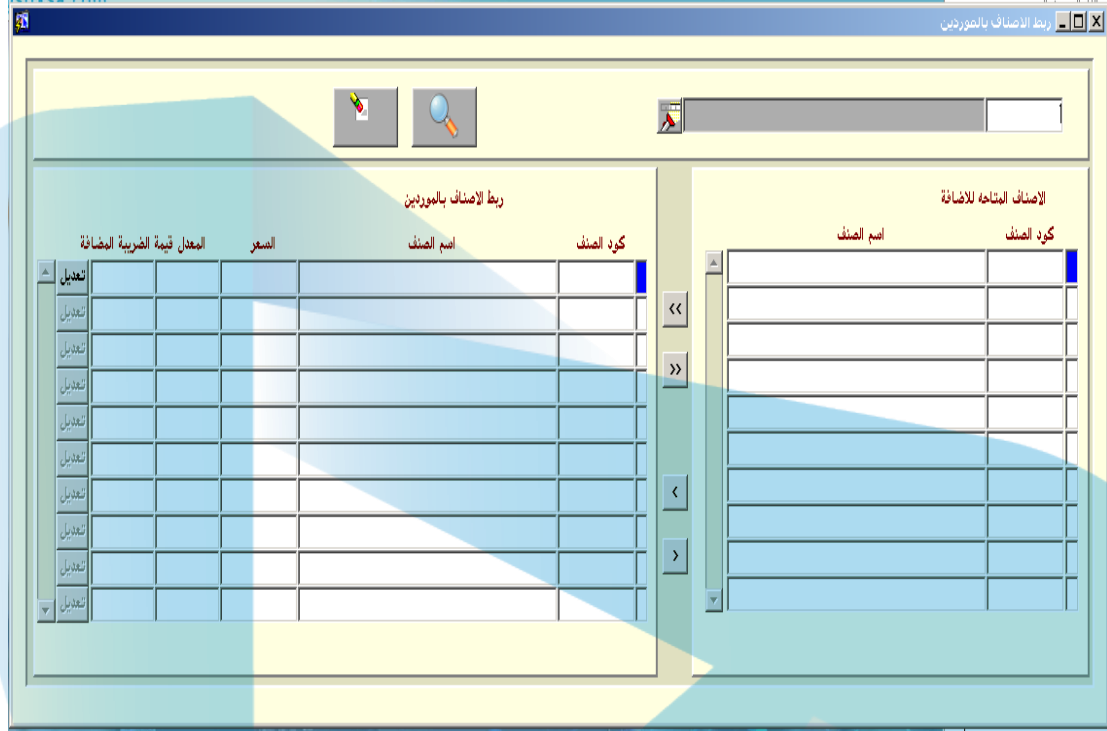 ربط الاصناف بالموردين
1
الاصناف المتاحه للاضافة
كود الصنف اسم الصنف
<<
>>
<
>
ربط الاصناف بالموردين
كود الصنف اسم الصنف السعر المعدل قيمة الضريبة المضافة
تعديل
تعديل
تعديل
تعديل
تعديل
تعديل
تعديل
تعديل
تعديل
تعديل